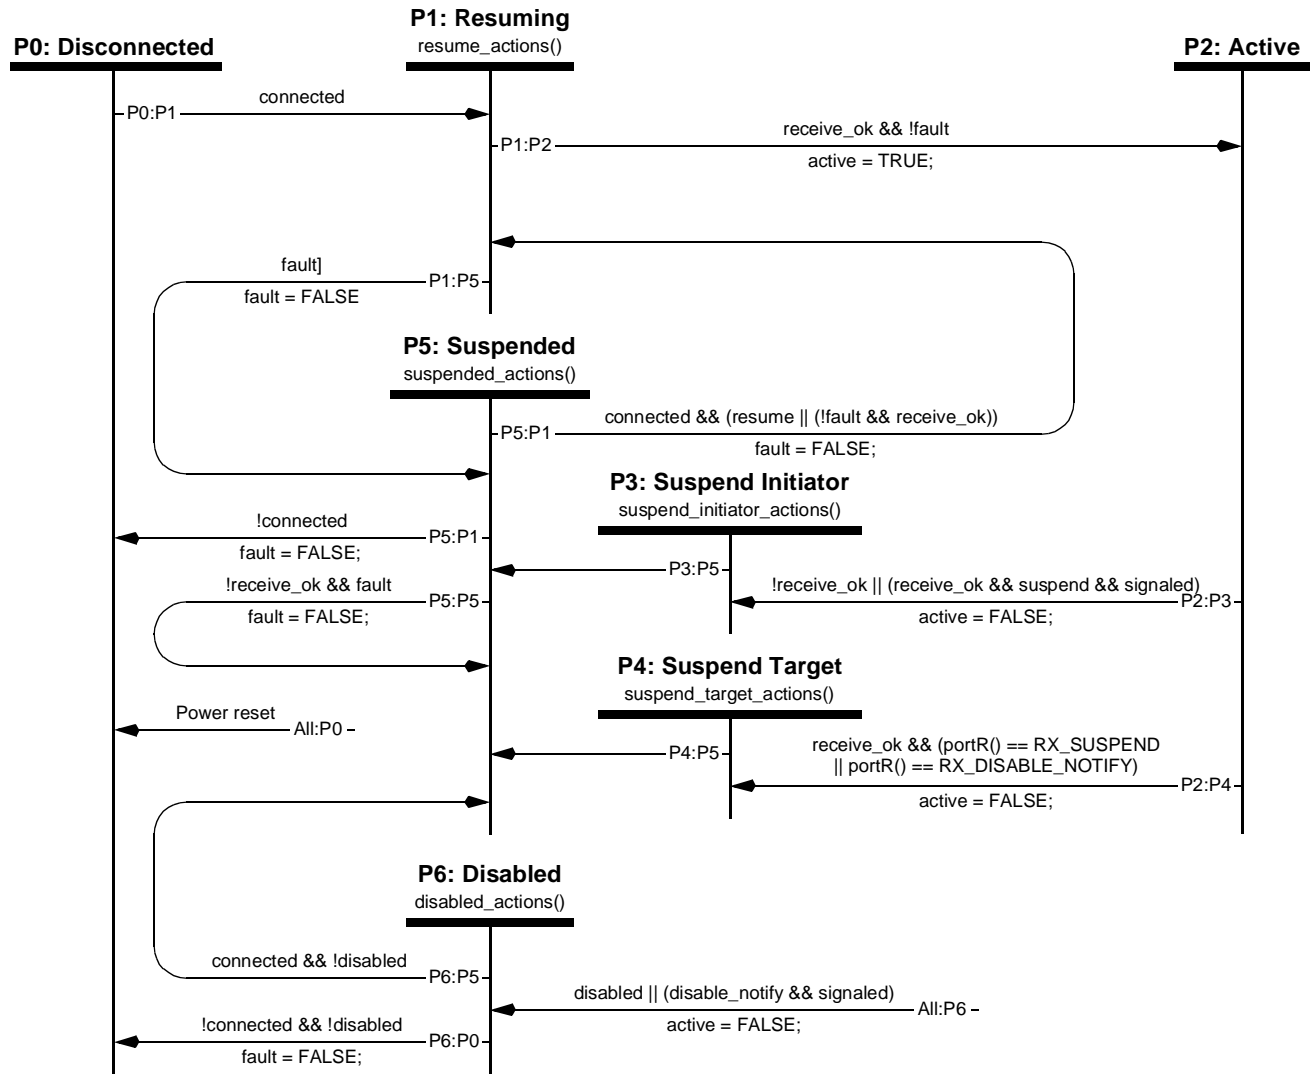 P1: Resuming
resume_actions()
P0: Disconnected
P2: Active
connected
P0:P1
receive_ok && !fault
P1:P2
active = TRUE;
fault]
P1:P5
fault = FALSE
P5: Suspended
suspended_actions()
connected && (resume || (!fault && receive_ok))
P5:P1
fault = FALSE;
P3: Suspend Initiator
suspend_initiator_actions()
!connected
P5:P1
fault = FALSE;
P3:P5
!receive_ok && fault
P5:P5
fault = FALSE;
!receive_ok || (receive_ok && suspend && signaled)
P2:P3
active = FALSE;
P4: Suspend Target
suspend_target_actions()
Power reset
All:P0
P4:P5
receive_ok && (portR() == RX_SUSPEND
|| portR() == RX_DISABLE_NOTIFY)
P2:P4
active = FALSE;
P6: Disabled
disabled_actions()
connected && !disabled
P6:P5
disabled || (disable_notify && signaled)
All:P6
active = FALSE;
!connected && !disabled
P6:P0
fault = FALSE;